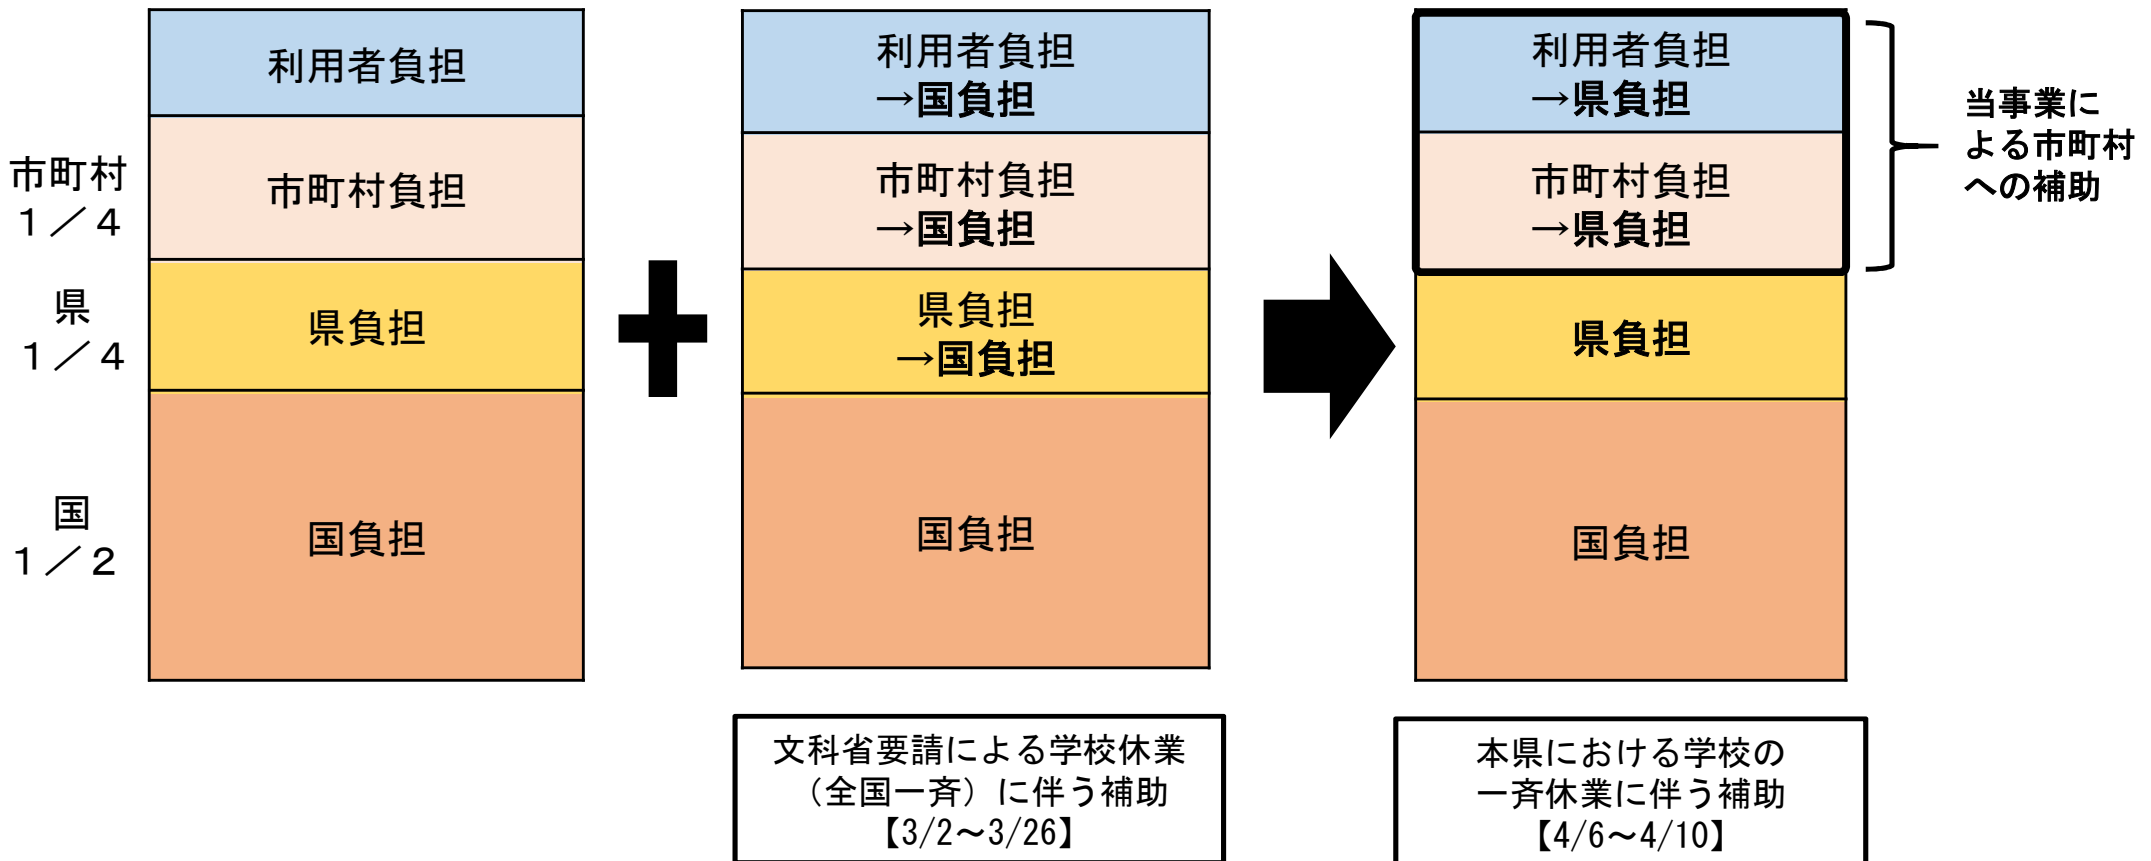 市町村
１／４
県
１／４
国
１／２
利用者負担
市町村負担
県負担
国負担
利用者負担
→国負担
市町村負担
→国負担
県負担
→国負担
国負担
文科省要請による学校休業
（全国一斉）に伴う補助
【3/2～3/26】
利用者負担
→県負担
市町村負担
→県負担
県負担
国負担
本県における学校の
一斉休業に伴う補助
【4/6～4/10】
当事業に
よる市町村
への補助